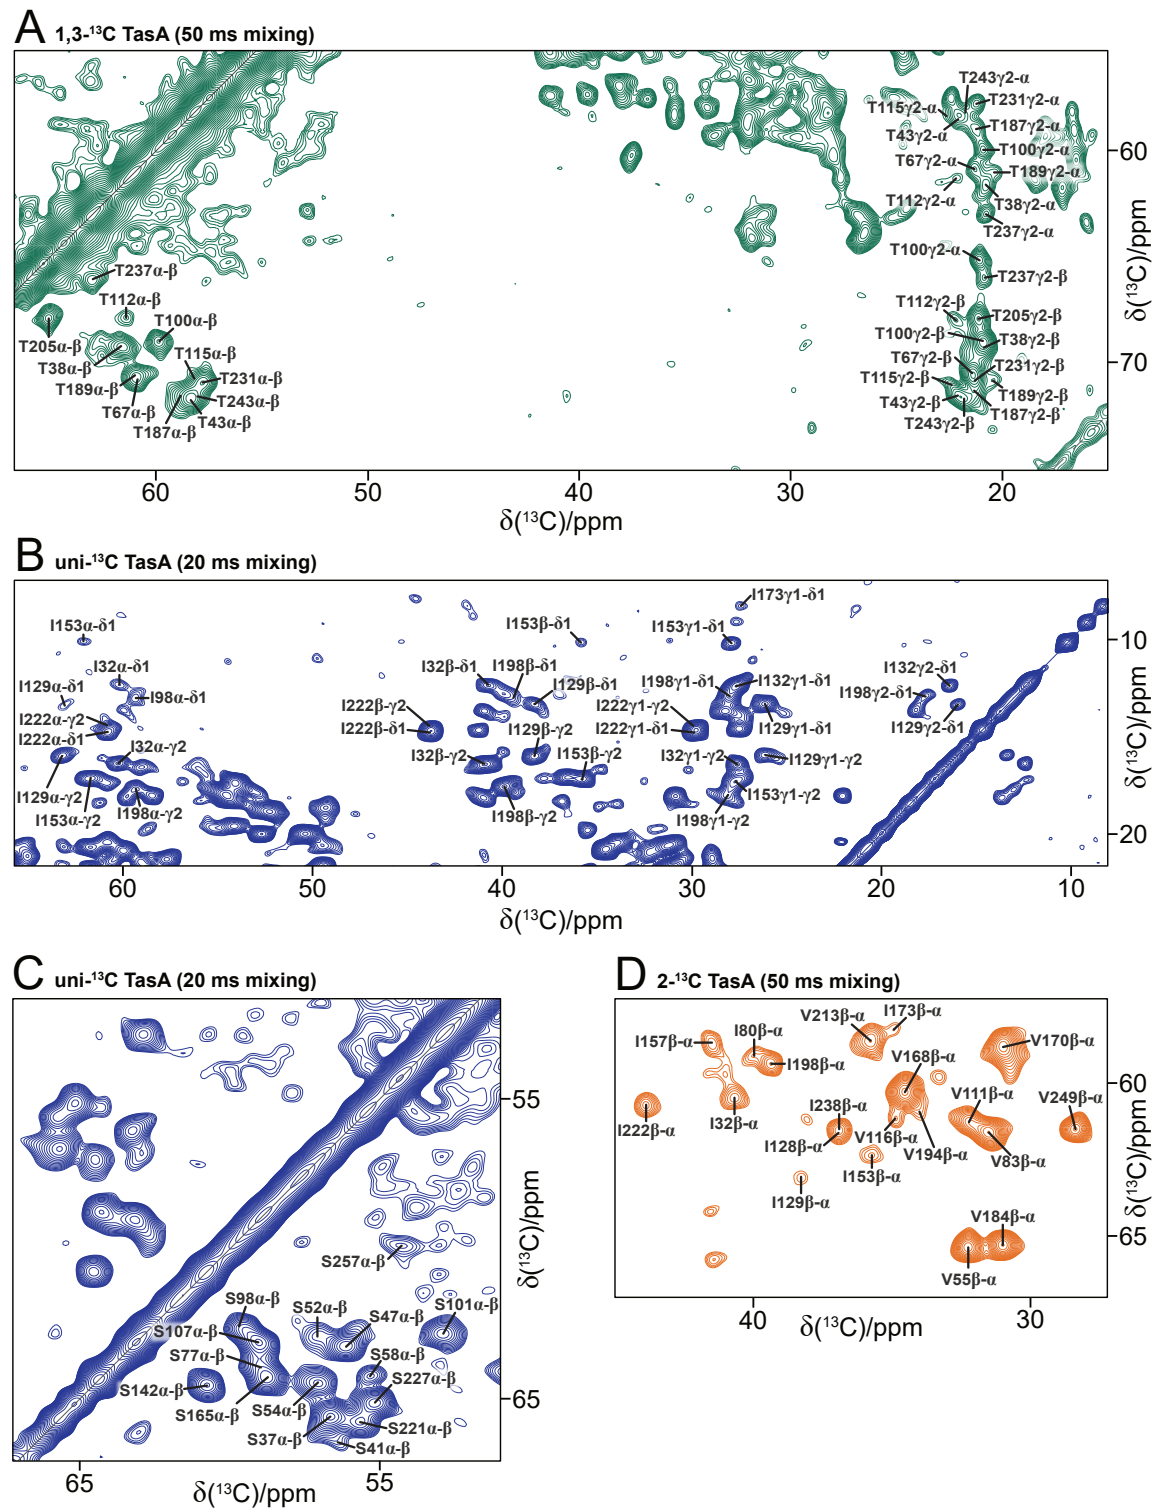 A 1,3-¹³C TasA (50 ms mixing)
T243γ2-α
T231γ2-α
T115γ2-α
T187γ2-α
T43γ2-α
T100γ2-α
T67γ2-α
T189γ2-α
T112γ2-α
T38γ2-α
T237γ2-α
T100γ2-α
T237γ2-β
T112γ2-β
T205γ2-β
T100γ2-β
T38γ2-β
T67γ2-β
T231γ2-β
T115γ2-β
T189γ2-β
T43γ2-β
T187γ2-β
T243γ2-β
T237α-β
T112α-β
T100α-β
T205α-β
T115α-β
T38α-β
T231α-β
T189α-β
T243α-β
T67α-β
T43α-β
T187α-β
60
70
δ(¹³C)/ppm
60 50 40 30 20
δ(¹³C)/ppm
B uni-¹³C TasA (20 ms mixing)
I173γ1-δ1
I153α-δ1
I153β-δ1
I153γ1-δ1
I32α-δ1
I32β-δ1
I198β-δ1
I198γ1-δ1
I132γ1-δ1
I132γ2-δ1
I129α-δ1
I98α-δ1
I129β-δ1
I198γ2-δ1
I222α-γ2
I222β-γ2
I222γ1-γ2
I222α-δ1
I222β-δ1
I129β-γ2
I222γ1-δ1
I129γ1-δ1
I129γ2-δ1
I32α-γ2
I32β-γ2
I153β-γ2
I32γ1-γ2
I129γ1-γ2
I129α-γ2
I153γ1-γ2
I153α-γ2
I198α-γ2
I198β-γ2
I198γ1-γ2
10
20
δ(¹³C)/ppm
60 50 40 30 20 10
δ(¹³C)/ppm
C uni-¹³C TasA (20 ms mixing)
S257α-β
S98α-β
S52α-β
S47α-β
S101α-β
S107α-β
S77α-β
S58α-β
S142α-β
S227α-β
S165α-β
S54α-β
S37α-β
S221α-β
S41α-β
55
65
δ(¹³C)/ppm
65 55
δ(¹³C)/ppm
D 2-¹³C TasA (50 ms mixing)
I173β-α
V213β-α
I157β-α
I80β-α
V170β-α
I198β-α
V168β-α
V111β-α
V249β-α
I222β-α
I32β-α
I238β-α
I128β-α
V116β-α
V194β-α
V83β-α
I153β-α
I129β-α
V184β-α
V55β-α
60
65
δ(¹³C)/ppm
40 30
δ(¹³C)/ppm